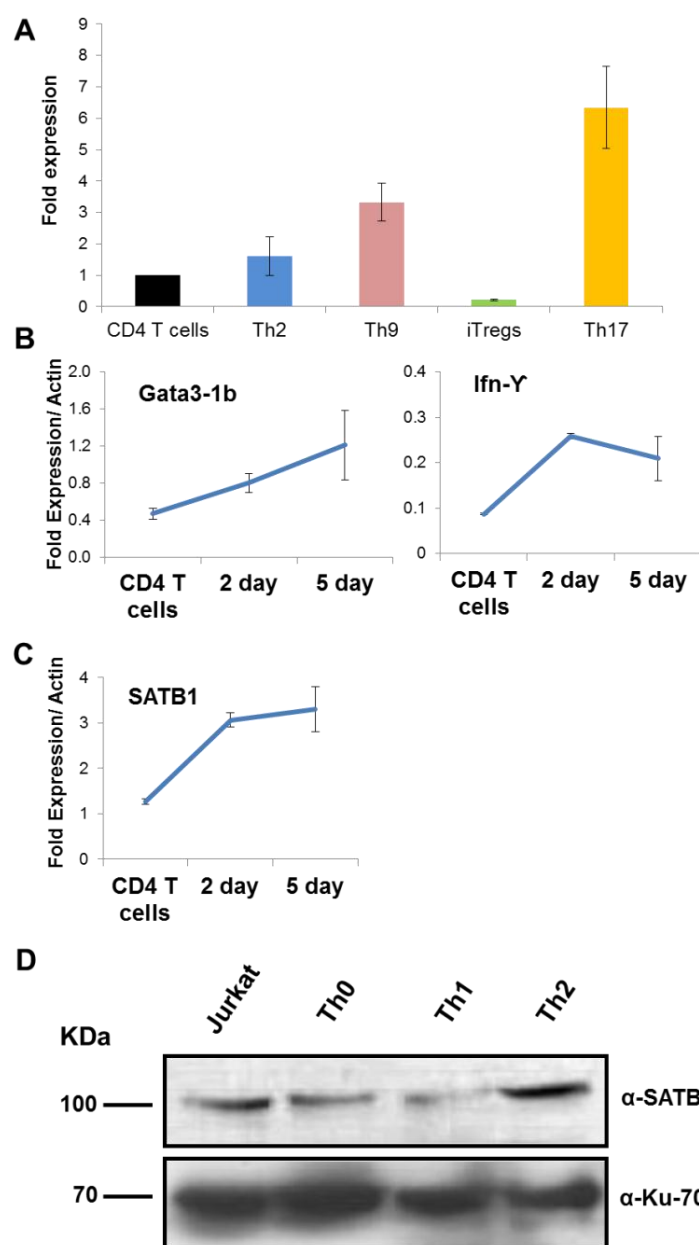 A
Fold expression
9
8
7
6
5
4
3
2
1
0
CD4 T cells Th2 Th9 iTregs Th17
B
Fold Expression/ Actin
Gata3-1b
2.0
1.6
1.2
0.8
0.4
0.0
CD4 T cells 2 day 5 day
Ifn-ϒ
0.4
0.3
0.2
0.1
0
CD4 T cells 2 day 5 day
C
Fold Expression/ Actin
SATB1
4
3
2
1
0
CD4 T cells 2 day 5 day
D
Jurkat Th0 Th1 Th2
KDa
100
α-SATB
70
α-Ku-70